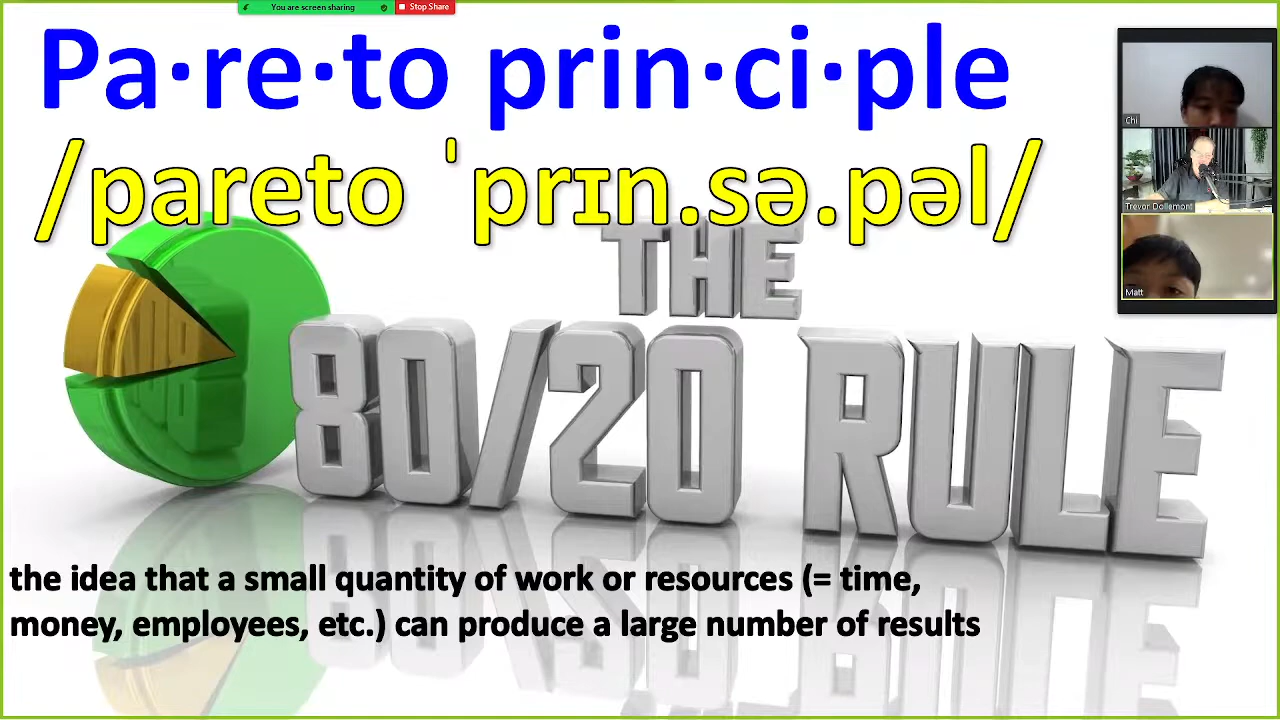 You are screen sharing
Stop Share
Pa·re·to prin·ci·ple
/pareto ˈprɪn.sə.pəl/
THE
80/20 RULE
the idea that a small quantity of work or resources (= time,
money, employees, etc.) can produce a large number of results
Chi
Trevor Dollemont
Matt